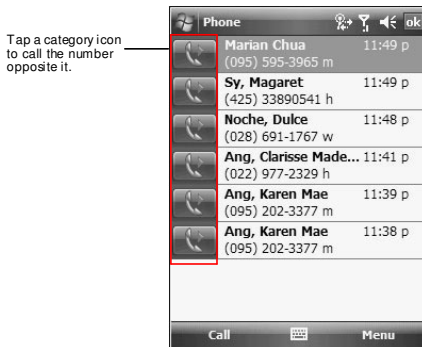 Tap a category icon
to call the number
opposite it.
Phone ok
Marian Chua 11:49 p
(095) 595-3965 m
Sy, Magaret 11:49 p
(425) 33890541 h
Noche, Dulce 11:48 p
(028) 691-1767 w
Ang, Clarisse Made... 11:41 p
(022) 977-2329 h
Ang, Karen Mae 11:39 p
(095) 202-3377 m
Ang, Karen Mae 11:38 p
(095) 202-3377 m
Call Menu